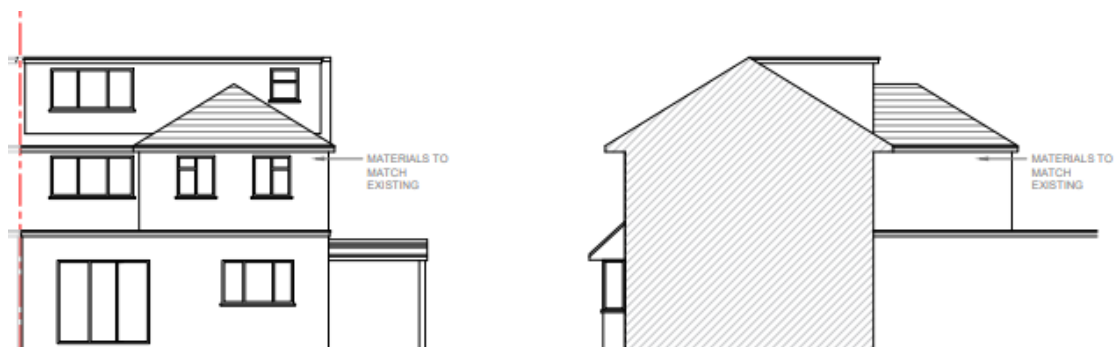 MATERIALS TO
MATCH
EXISTING
MATERIALS TO
MATCH
EXISTING